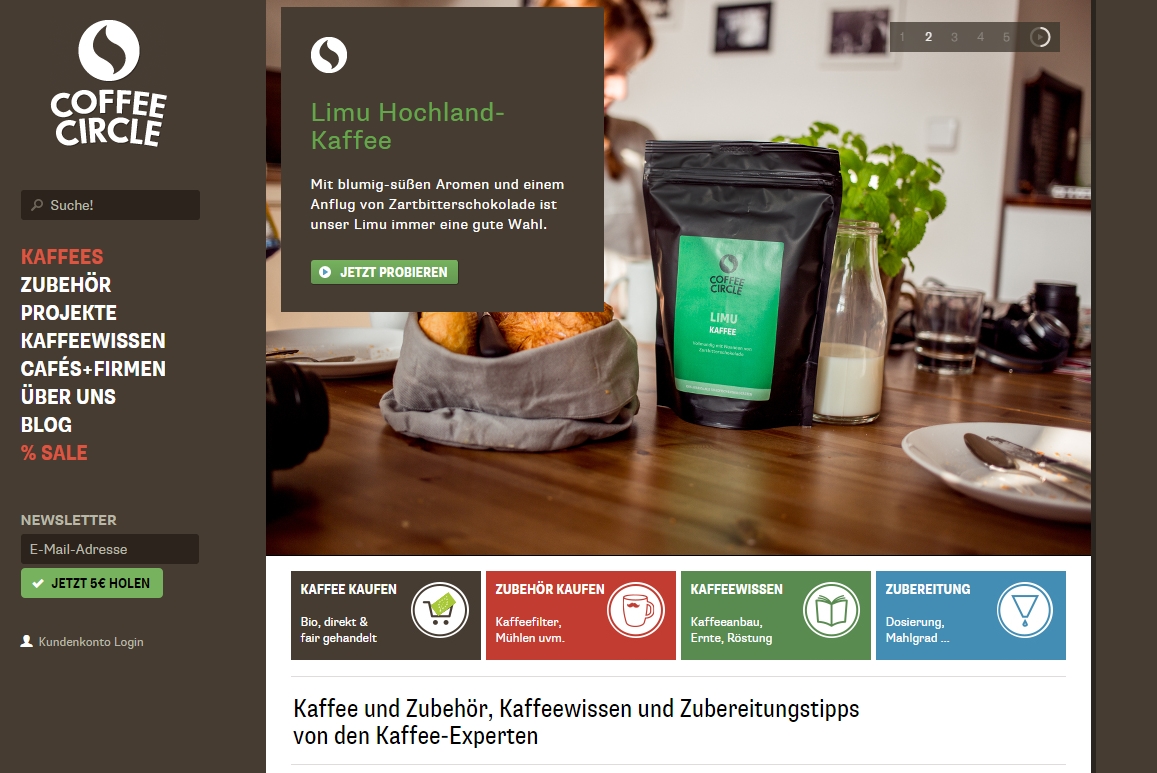 COFFEE
CIRCLE
Suche!
KAFFEES
ZUBEHÖR
PROJEKTE
KAFFEEWISSEN
CAFÉS+FIRMEN
ÜBER UNS
BLOG
% SALE
NEWSLETTER
E-Mail-Adresse
JETZT 5€ HOLEN
Kundenkonto Login
Limu Hochland-
Kaffee
Mit blumig-süßen Aromen und einem
Anflug von Zartbitterschokolade ist
unser Limu immer eine gute Wahl.
JETZT PROBIEREN
1 2 3 4 5
COFFEE
CIRCLE
LIMU
KAFFEE
KAFFEE KAUFEN
Bio, direkt &
fair gehandelt
ZUBEHÖR KAUFEN
Kaffeefilter,
Mühlen uvm.
KAFFEEWISSEN
Kaffeeanbau,
Ernte, Röstung
ZUBEREITUNG
Dosierung,
Mahlgrad ...
Kaffee und Zubehör, Kaffeewissen und Zubereitungstipps
von den Kaffee-Experten